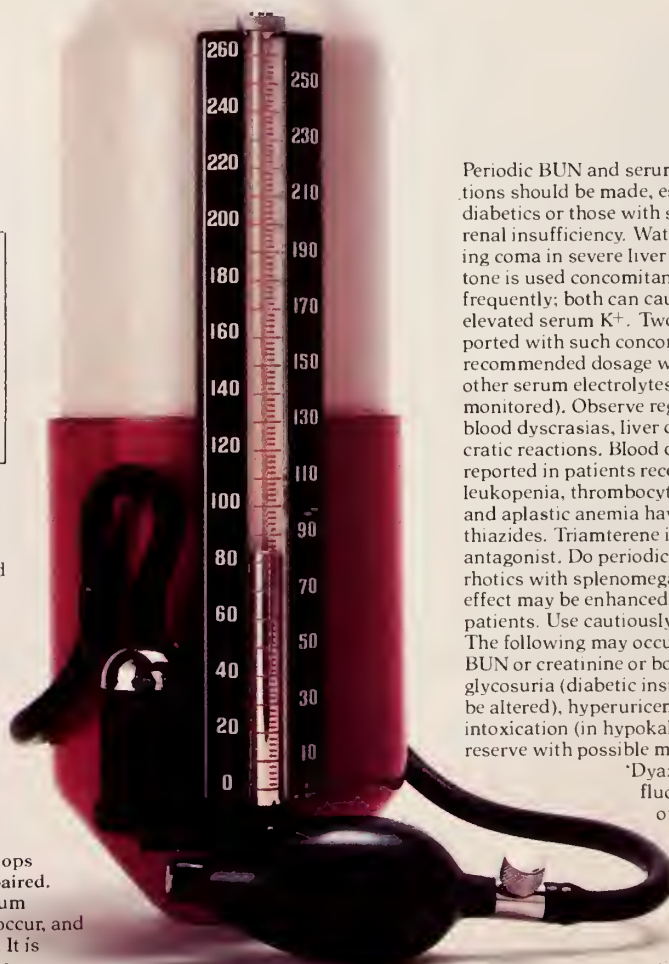 260
240
220
200
180
160
140
120
100
80
60
40
20
0
250
230
210
190
170
150
130
110
90
70
50
30
10
d
ops
aired.
um
occur, and
It is
Periodic BUN and serum
tions should be made, es
diabetics or those with s
renal insufficiency. Wat
ing coma in severe liver
tone is used concomitan
frequently; both can cau
elevated serum K+. Two
ported with such concom
recommended dosage w
other serum electrolytes
monitored). Observe reg
blood dyscrasias, liver d
cratic reactions. Blood d
reported in patients rece
leukopenia, thrombocyt
and aplastic anemia hav
thiazides. Triamterene i
antagonist. Do periodic
rhotics with splenomega
effect may be enhanced
patients. Use cautiously
The following may occu
BUN or creatinine or bo
glycosuria (diabetic ins
be altered), hyperuricem
intoxication (in hypokal
reserve with possible m
'Dyaz
fluo
o